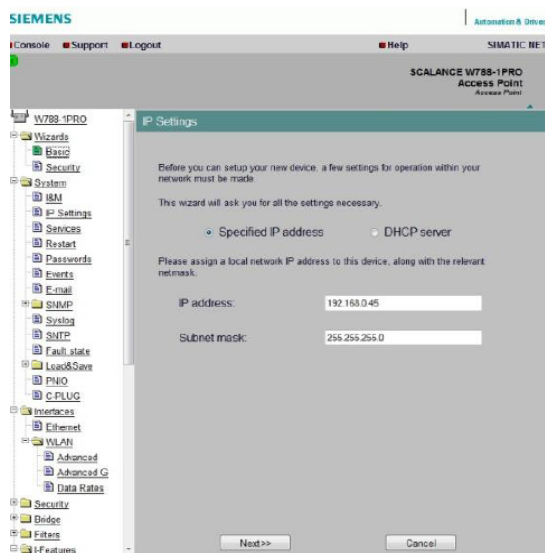 SIEMENS
Automation & Drives
Console Support Logout Help SIMATIC NET
SCALANCE W788-1PRO
Access Point
Access Point
W788-1PRO
IP Settings
Wizards
Basic
Security
System
I&M
IP Settings
Services
Restart
Passwords
Events
E-mail
SNMP
Syslog
SNTP
Fault state
Load&Save
PNIO
C-PLUG
Interfaces
Ethernet
WLAN
Advanced
Advanced G
Data Rates
Security
Bridge
Filters
I-Features
Before you can setup your new device, a few settings for operation within your
network must be made.
This wizard will ask you for all the settings necessary.
Specified IP address DHCP server
Please assign a local network IP address to this device, along with the relevant
netmask.
IP address: 192.168.0.45
Subnet mask: 255.255.255.0
Next>> Cancel